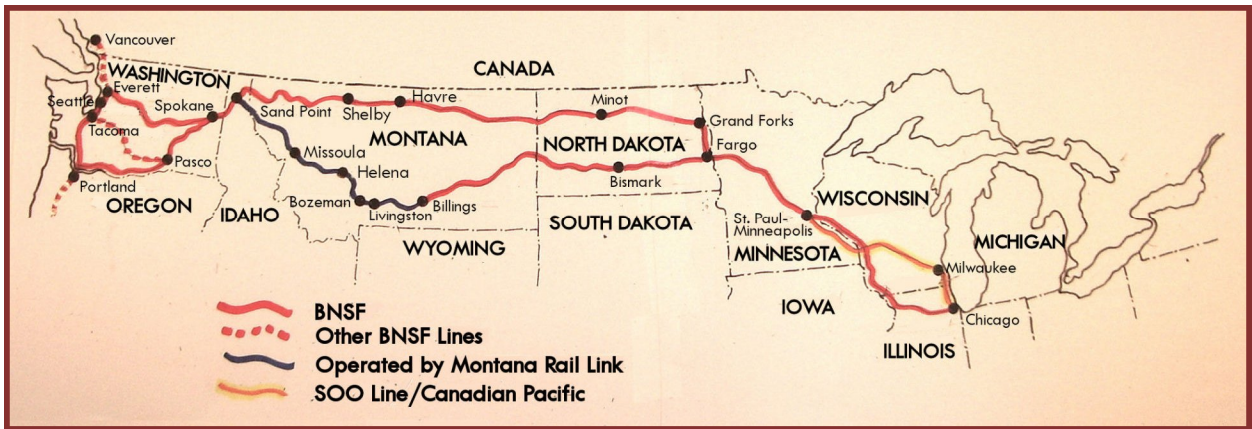 Vancouver
WASHINGTON
CANADA
Everett
Seattle
Spokane
Sand Point
Shelby
Havre
Minot
Grand Forks
Tacoma
MONTANA
NORTH DAKOTA
Fargo
Pasco
Missoula
Helena
Bismark
Portland
OREGON
IDAHO
Bozeman
Livingston
Billings
WYOMING
SOUTH DAKOTA
St. Paul-
Minneapolis
WISCONSIN
MINNESOTA
MICHIGAN
Milwaukee
IOWA
Chicago
ILLINOIS
BNSF
Other BNSF Lines
Operated by Montana Rail Link
SOO Line/Canadian Pacific